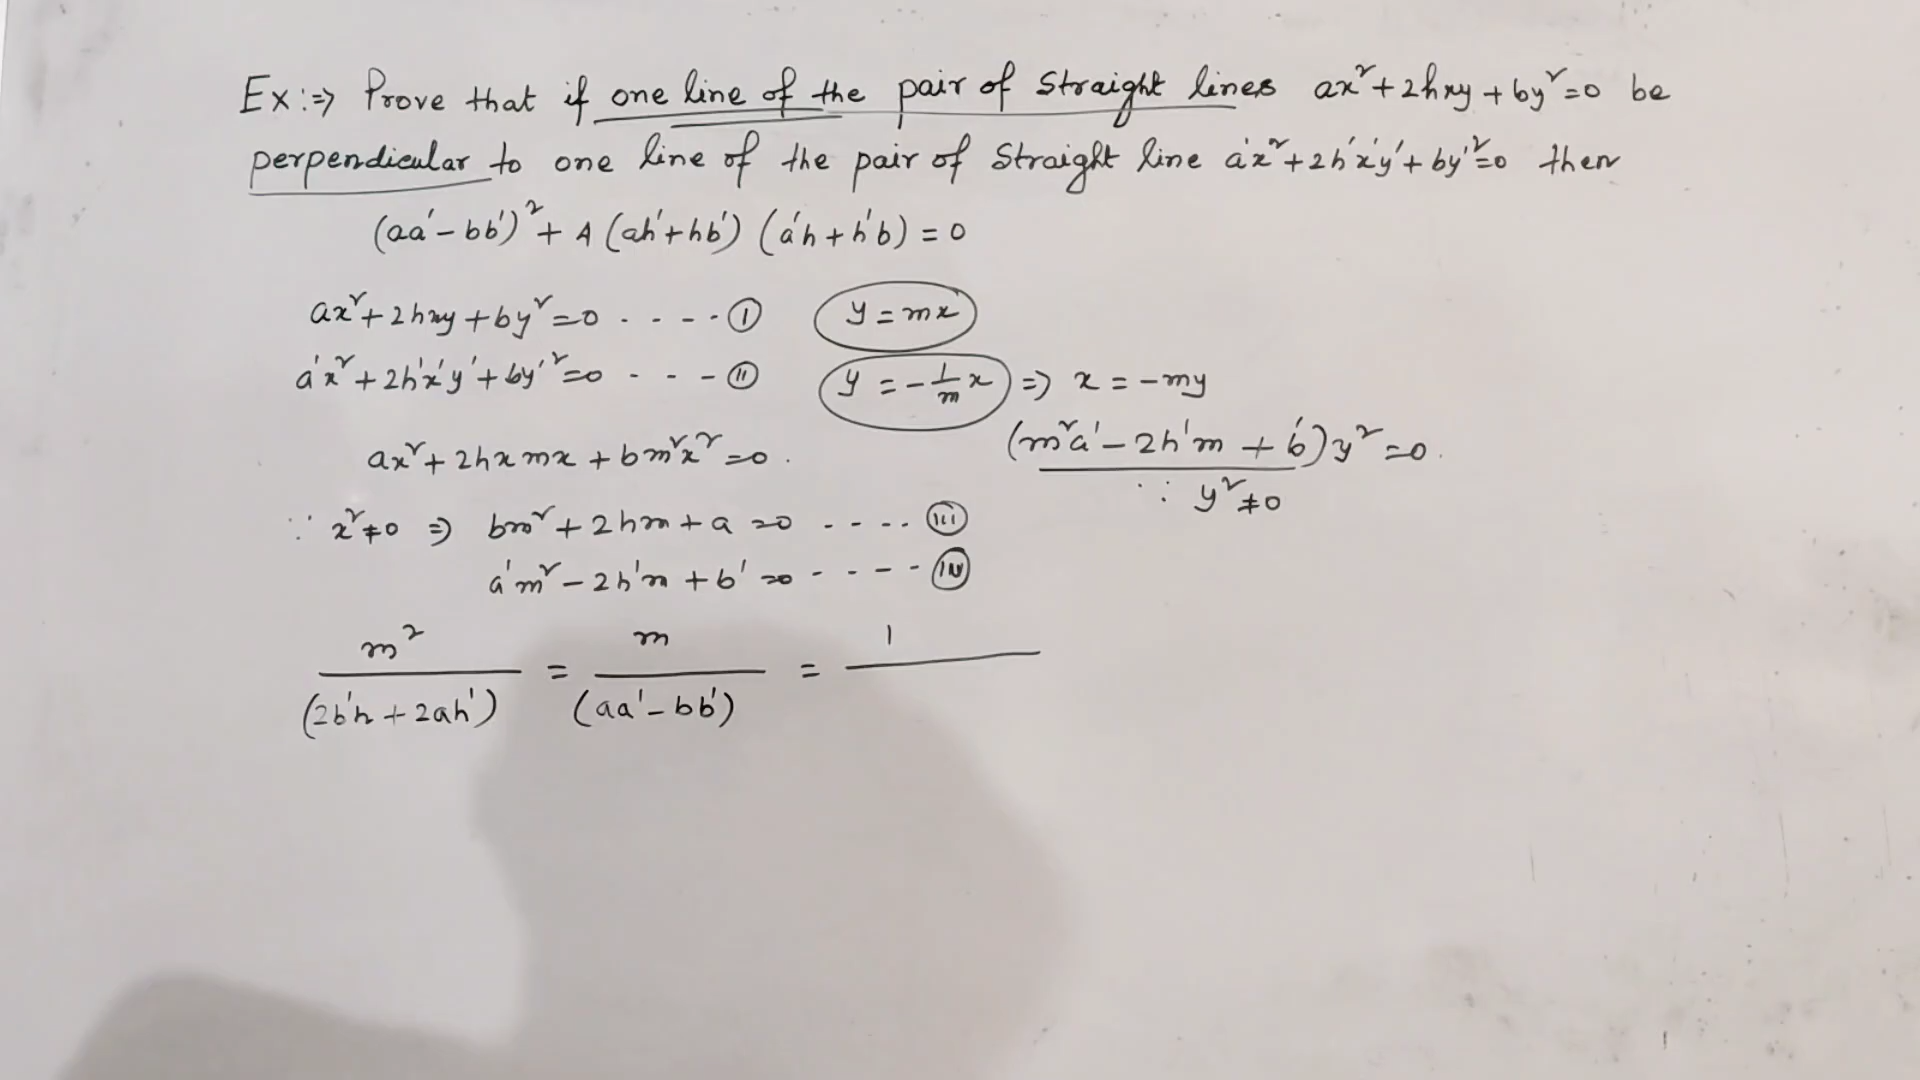 Ex:⇒ Prove that if one line of the pair of straight lines ax²+2hxy+by²=0 be
perpendicular to one line of the pair of straight line a'x²+2h'x'y'+by'²=0 then
(aa'-bb')²+4(ah'+hb')(a'h+h'b)=0
ax²+2hxy+by²=0 ..... (I) y=mx
a'x²+2h'x'y'+by'²=0 - - - - (II) y=-1/m x ⇒ x=-my
ax²+2hxmx+bm²x²=0. (m²a'-2h'm+b')y²=0.
∵ y²≠0
∵ x²≠0 ⇒ bm²+2hm+a=0 .... (III)
a'm²-2h'm+b'=0 - - - - - (IV)
m²/(2b'h+2ah') = m/(aa'-bb') = 1/